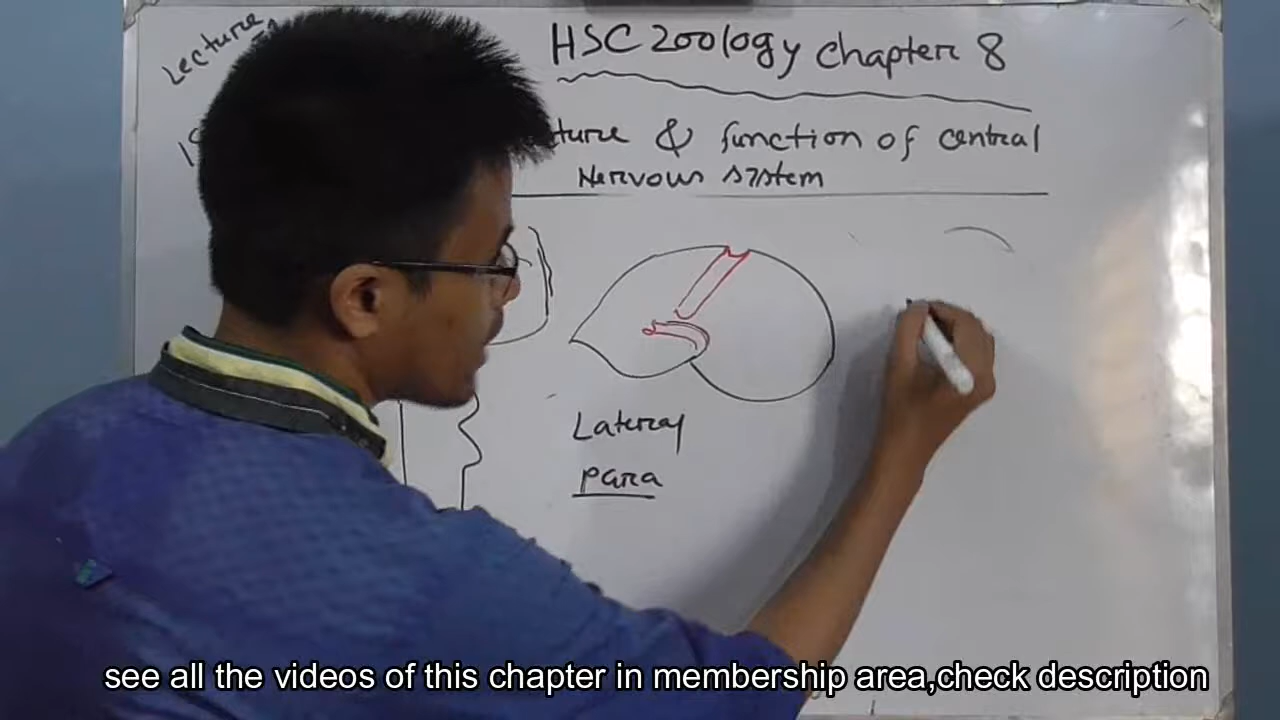 Lecture
HSC Zoology chapter 8
ture & function of central
Nervous system
Lateral
para
see all the videos of this chapter in membership area,check description